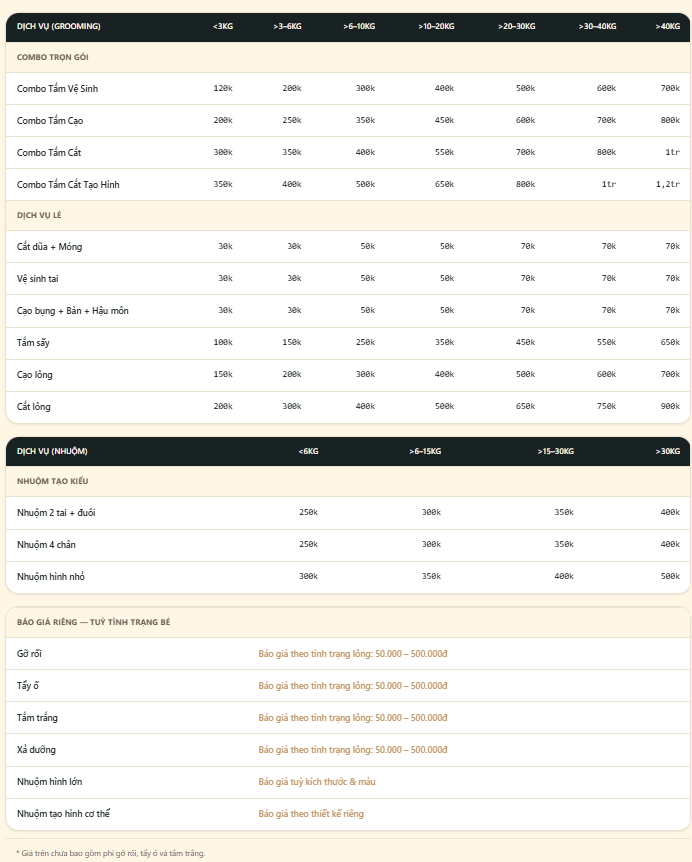 DỊCH VỤ (GROOMING) <3KG >3–6KG >6–10KG >10–20KG >20–30KG >30–40KG >40KG
COMBO TRỌN GÓI
Combo Tắm Vệ Sinh 120k 200k 300k 400k 500k 600k 700k
Combo Tắm Cạo 200k 250k 350k 450k 600k 700k 800k
Combo Tắm Cắt 300k 350k 400k 550k 700k 800k 1tr
Combo Tắm Cắt Tạo Hình 350k 400k 500k 650k 800k 1tr 1,2tr
DỊCH VỤ LẺ
Cắt dũa + Móng 30k 30k 50k 50k 70k 70k 70k
Vệ sinh tai 30k 30k 50k 50k 70k 70k 70k
Cạo bụng + Bàn + Hậu môn 30k 30k 50k 50k 70k 70k 70k
Tắm sấy 100k 150k 250k 350k 450k 550k 650k
Cạo lông 150k 200k 300k 400k 500k 600k 700k
Cắt lông 200k 300k 400k 500k 650k 750k 900k
DỊCH VỤ (NHUỘM) <6KG >6–15KG >15–30KG >30KG
NHUỘM TẠO KIỂU
Nhuộm 2 tai + đuôi 250k 300k 350k 400k
Nhuộm 4 chân 250k 300k 350k 400k
Nhuộm hình nhỏ 300k 350k 400k 500k
BÁO GIÁ RIÊNG — TUỲ TÌNH TRẠNG BÉ
Gỡ rối Báo giá theo tình trạng lông: 50.000 – 500.000đ
Tẩy ố Báo giá theo tình trạng lông: 50.000 – 500.000đ
Tắm trắng Báo giá theo tình trạng lông: 50.000 – 500.000đ
Xả dưỡng Báo giá theo tình trạng lông: 50.000 – 500.000đ
Nhuộm hình lớn Báo giá tuỳ kích thước & màu
Nhuộm tạo hình cơ thể Báo giá theo thiết kế riêng
* Giá trên chưa bao gồm phí gỡ rối, tẩy ố và tắm trắng.